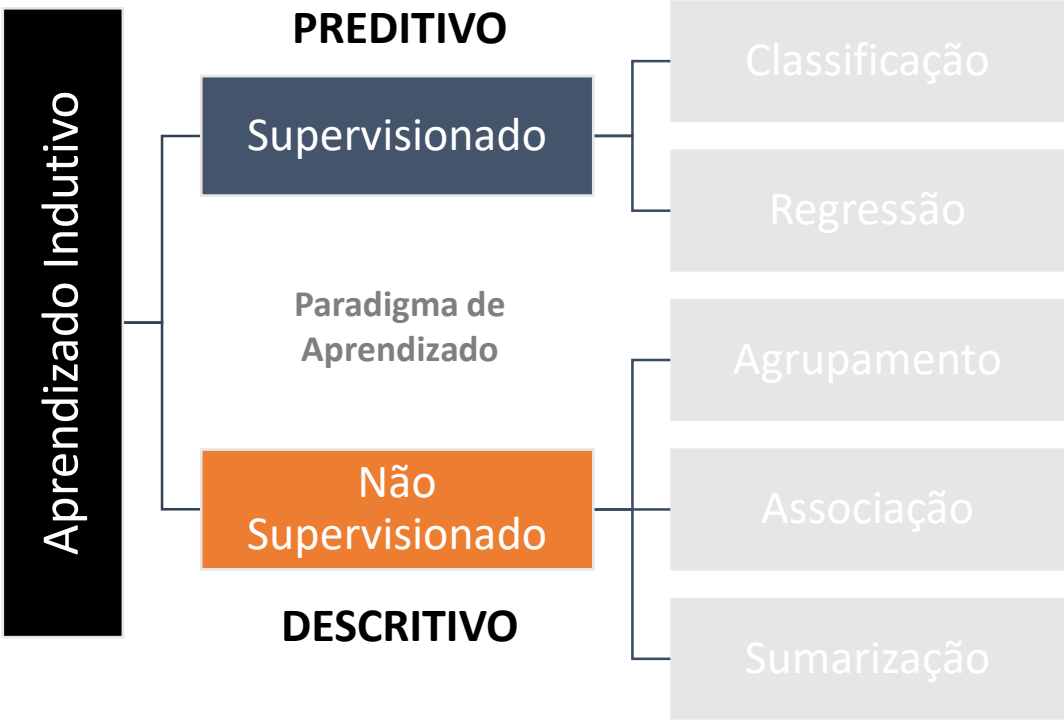 Aprendizado Indutivo
PREDITIVO
Supervisionado
Classificação
Regressão
Paradigma de
Aprendizado
Não
Supervisionado
DESCRITIVO
Agrupamento
Associação
Sumarização